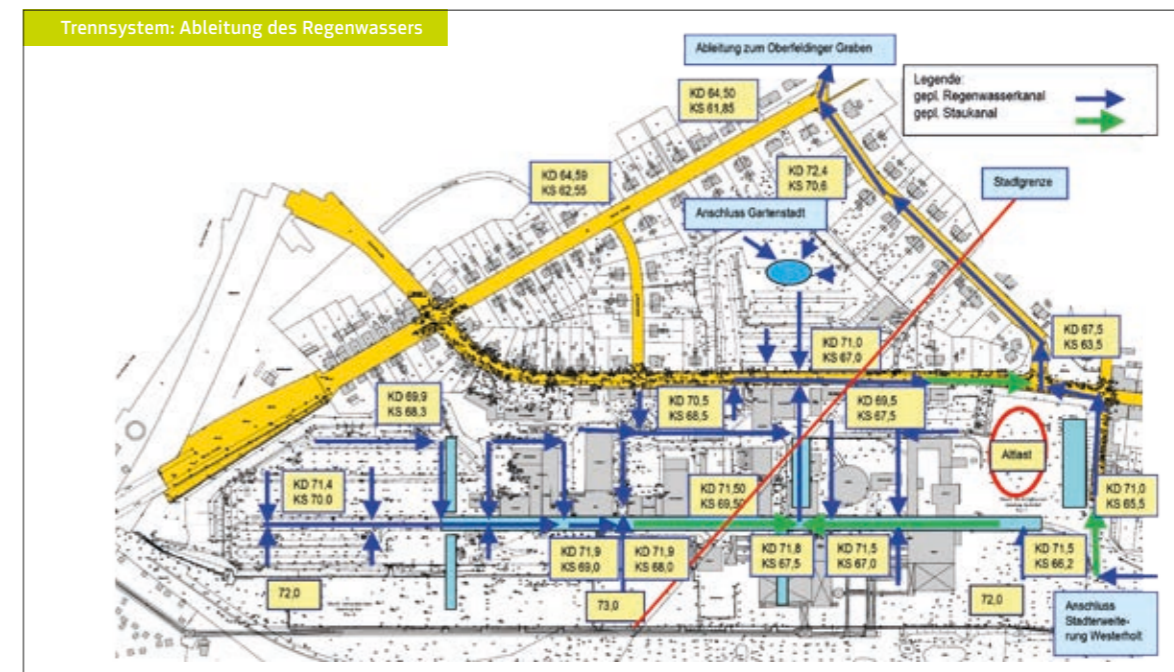 Trennsystem: Ableitung des Regenwassers
Ableitung zum Oberfeldinger Graben
Legende:
gepl. Regenwasserkanal
gepl. Staukanal
KD 64,50
KS 61,85
KD 64,59
KS 62,55
KD 72,4
KS 70,6
Stadtgrenze
Anschluss Gartenstadt
KD 67,5
KS 63,5
KD 71,0
KS 67,0
KD 69,9
KS 68,3
KD 70,5
KS 68,5
KD 69,5
KS 67,5
Altlast
KD 71,4
KS 70,0
KD 71,50
KS 69,50
KD 71,0
KS 65,5
KD 71,9
KS 69,0
KD 71,9
KS 68,0
KD 71,8
KS 67,5
KD 71,5
KS 67,0
KD 71,5
KS 66,2
72,0
73,0
72,0
Anschluss
Stadterweite-
rung Westerholt